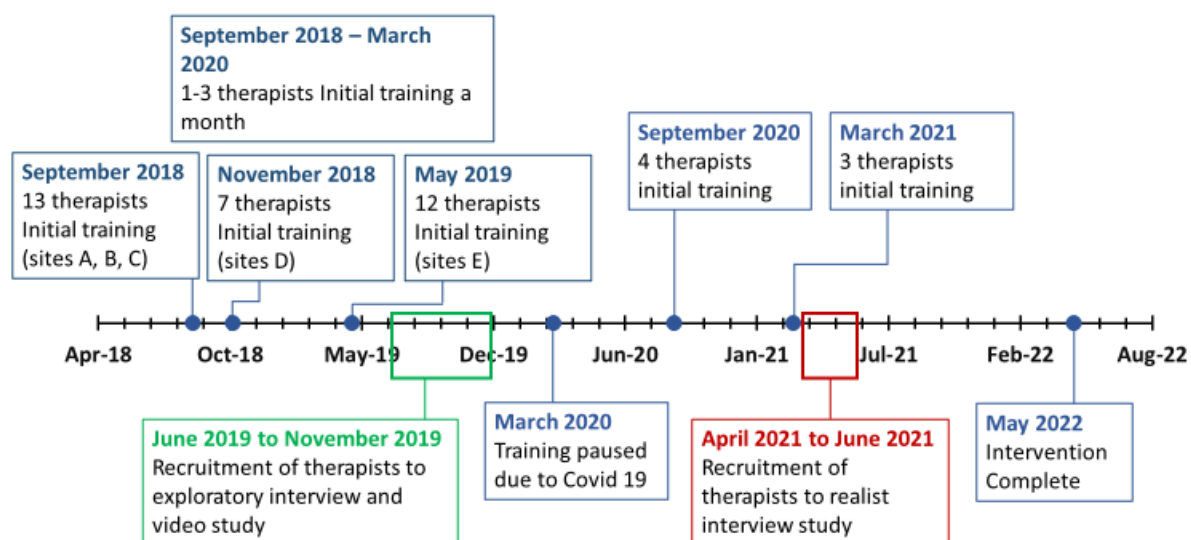 September 2018 – March
2020
1-3 therapists Initial training a
month
September 2018
13 therapists
Initial training
(sites A, B, C)
November 2018
7 therapists
Initial training
(sites D)
May 2019
12 therapists
Initial training
(sites E)
September 2020
4 therapists
initial training
March 2021
3 therapists
initial training
Apr-18 Oct-18 May-19 Dec-19 Jun-20 Jan-21 Jul-21 Feb-22 Aug-22
June 2019 to November 2019
Recruitment of therapists to
exploratory interview and
video study
March 2020
Training paused
due to Covid 19
April 2021 to June 2021
Recruitment of
therapists to realist
interview study
May 2022
Intervention
Complete